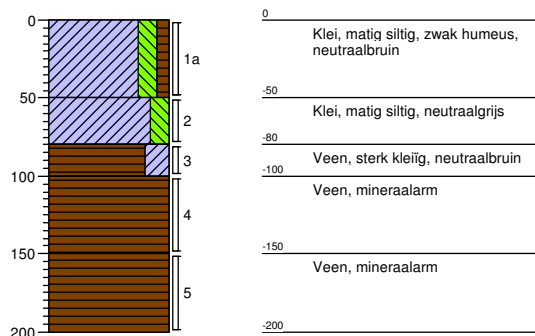 0
50
100
150
200
1a
2
3
4
5
0
Klei, matig siltig, zwak humeus,
neutraalbruin
-50
Klei, matig siltig, neutraalgrijs
-80
Veen, sterk kleiïg, neutraalbruin
-100
Veen, mineraalarm
-150
Veen, mineraalarm
-200